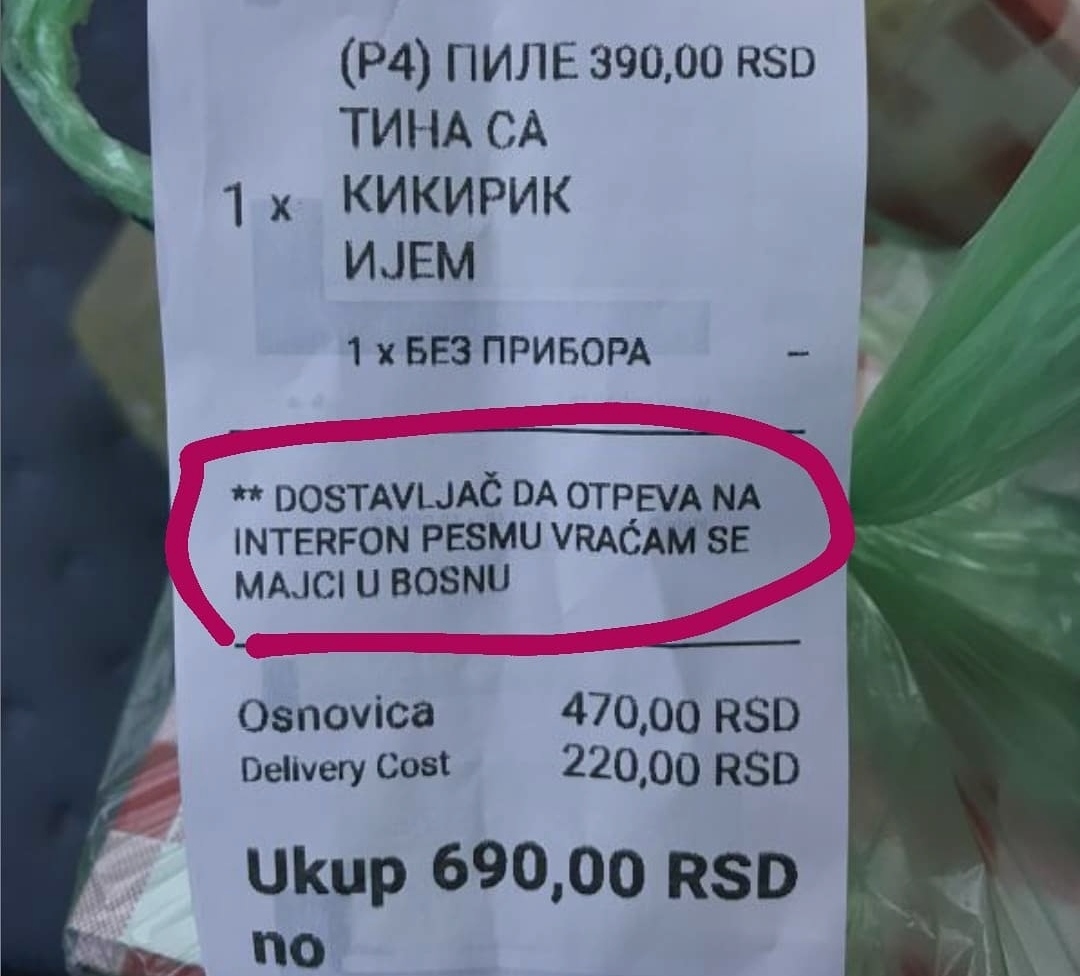 (Р4) ПИЛЕ 390,00 RSD
ТИНА СА
1 x КИКИРИК
ИЈЕМ
1 x БЕЗ ПРИБОРА –
** DOSTAVLJAČ DA OTPEVA NA
INTERFON PESMU VRAĆAM SE
MAJCI U BOSNU
Osnovica 470,00 RSD
Delivery Cost 220,00 RSD
Ukup 690,00 RSD
no